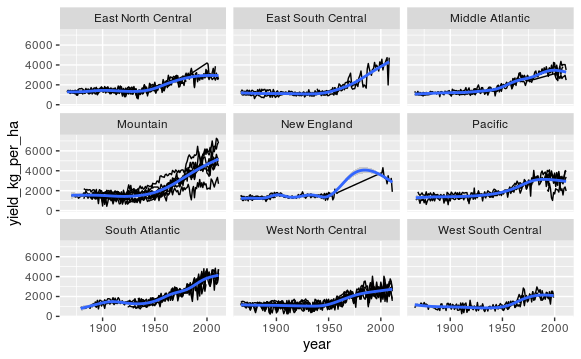 East North Central East South Central Middle Atlantic
6000
4000
2000
0
Mountain New England Pacific
yield_kg_per_ha
6000
4000
2000
0
South Atlantic West North Central West South Central
6000
4000
2000
0
1900 1950 2000 1900 1950 2000 1900 1950 2000
year